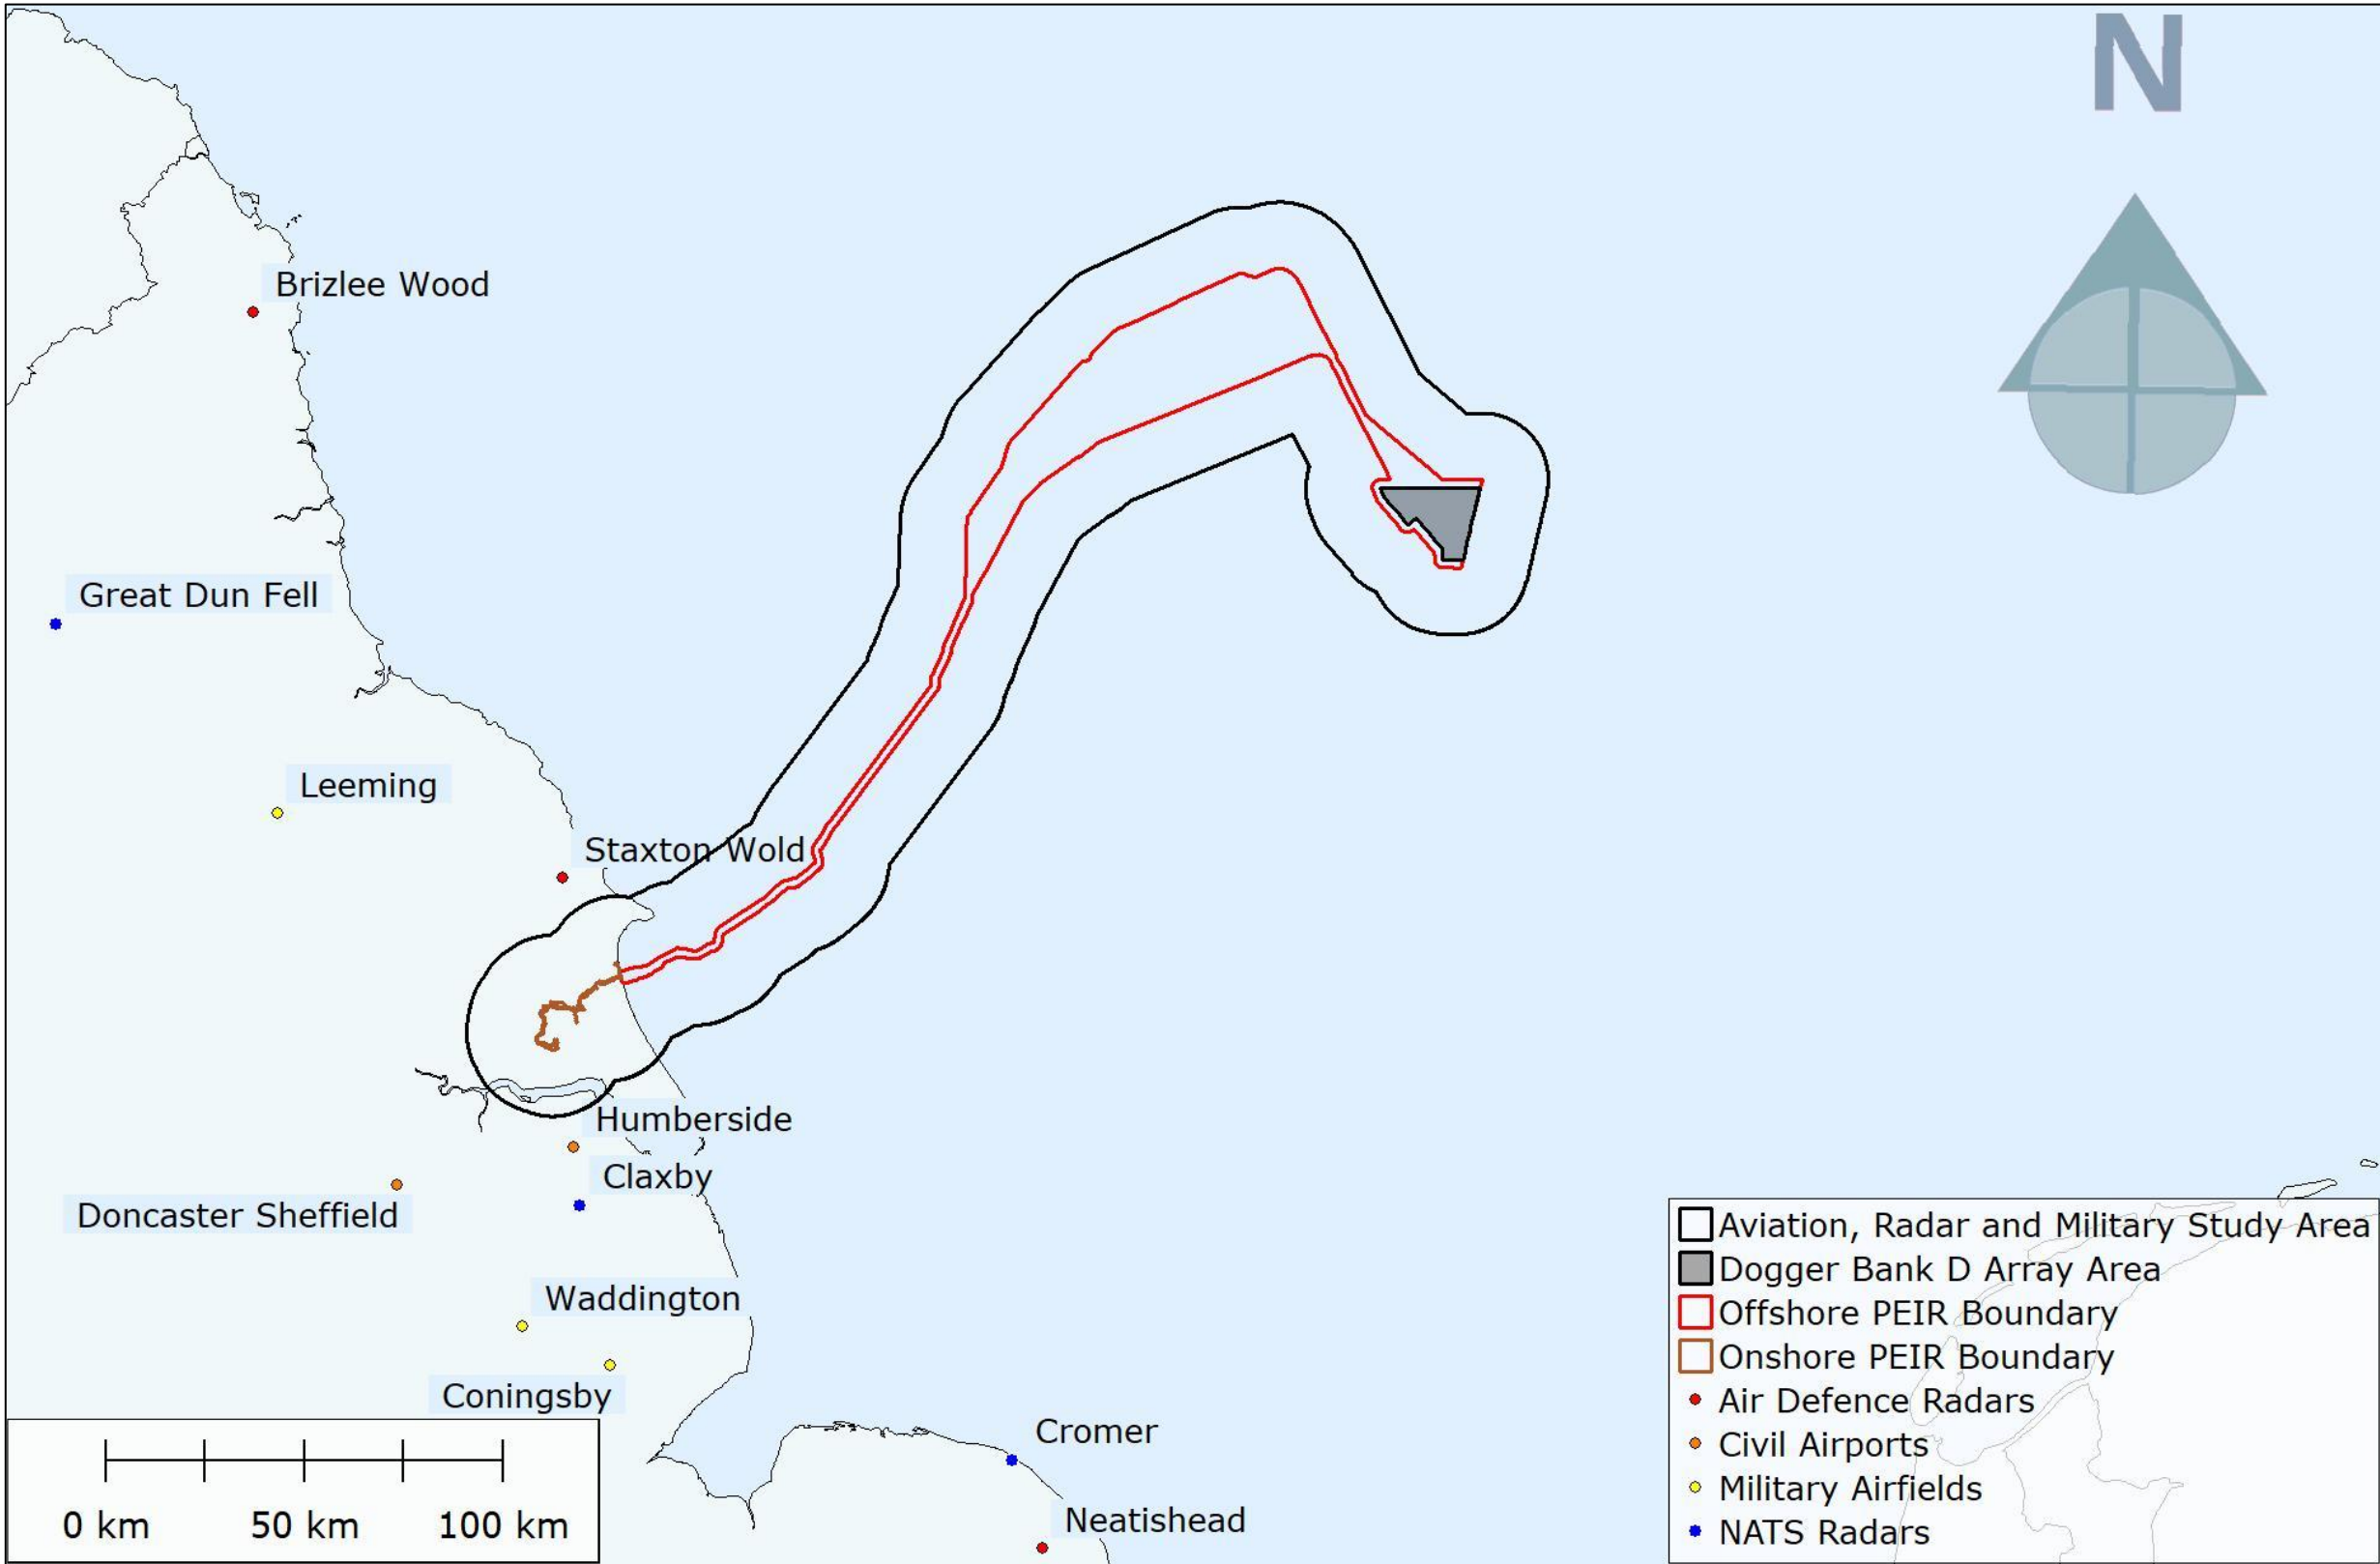 N
Brizlee Wood
Great Dun Fell
Leeming
Staxton Wold
Humberside
Claxby
Doncaster Sheffield
Waddington
Coningsby
Cromer
Neatishead
0 km 50 km 100 km
Aviation, Radar and Military Study Area
Dogger Bank D Array Area
Offshore PEIR Boundary
Onshore PEIR Boundary
Air Defence Radars
Civil Airports
Military Airfields
NATS Radars